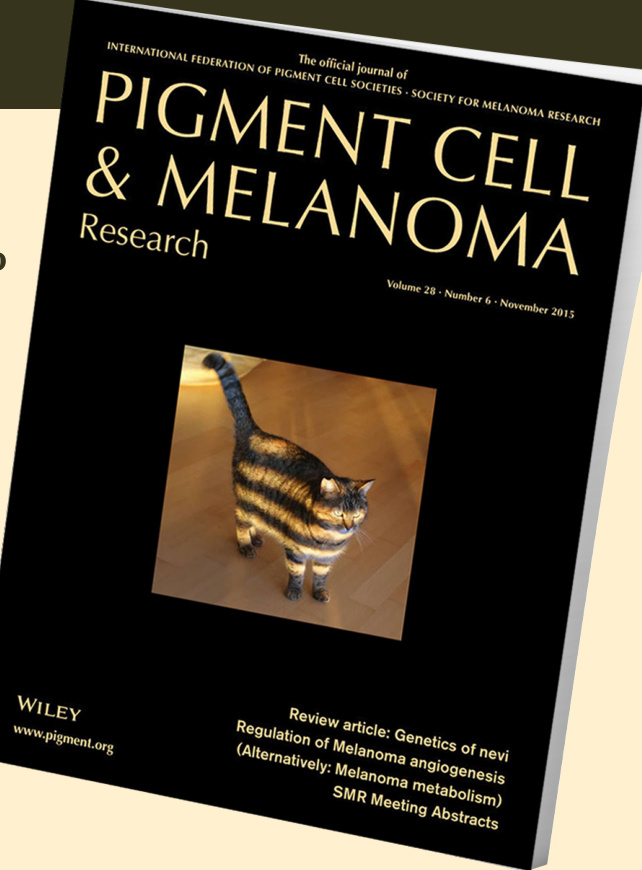 The official journal of
INTERNATIONAL FEDERATION OF PIGMENT CELL SOCIETIES · SOCIETY FOR MELANOMA RESEARCH
PIGMENT CELL
& MELANOMA
Research
Volume 28 · Number 6 · November 2015
WILEY
www.pigment.org
Review article: Genetics of nevi
Regulation of Melanoma angiogenesis
(Alternatively: Melanoma metabolism)
SMR Meeting Abstracts